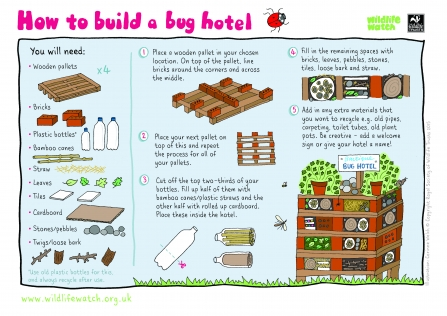 How to build a bug hotel
wildlife
watch
You will need:
• Wooden pallets
x 4
• Bricks
• Plastic bottles*
• Bamboo canes
• Straw
• Leaves
• Tiles
• Cardboard
• Stones/pebbles
• Twigs/loose bark
*Use old plastic bottles for this,
and always recycle after use.
1 Place a wooden pallet in your chosen
location. On top of the pallet, line
bricks around the corners and across
the middle.
2 Place your next pallet on
top of this and repeat
the process for all of
your pallets.
3 Cut off the top two-thirds of your
bottles. Fill up half of them with
bamboo canes/plastic straws and the
other half with rolled up cardboard.
Place these inside the hotel.
4 Fill in the remaining spaces with
bricks, leaves, pebbles, stones,
tiles, loose bark and straw.
5 Add in any extra materials that
you want to recycle e.g. old pipes,
carpeting, toilet tubes, old plant
pots. Be creative - add a welcome
sign or give your hotel a name!
BUG HOTEL
www.wildlifewatch.org.uk